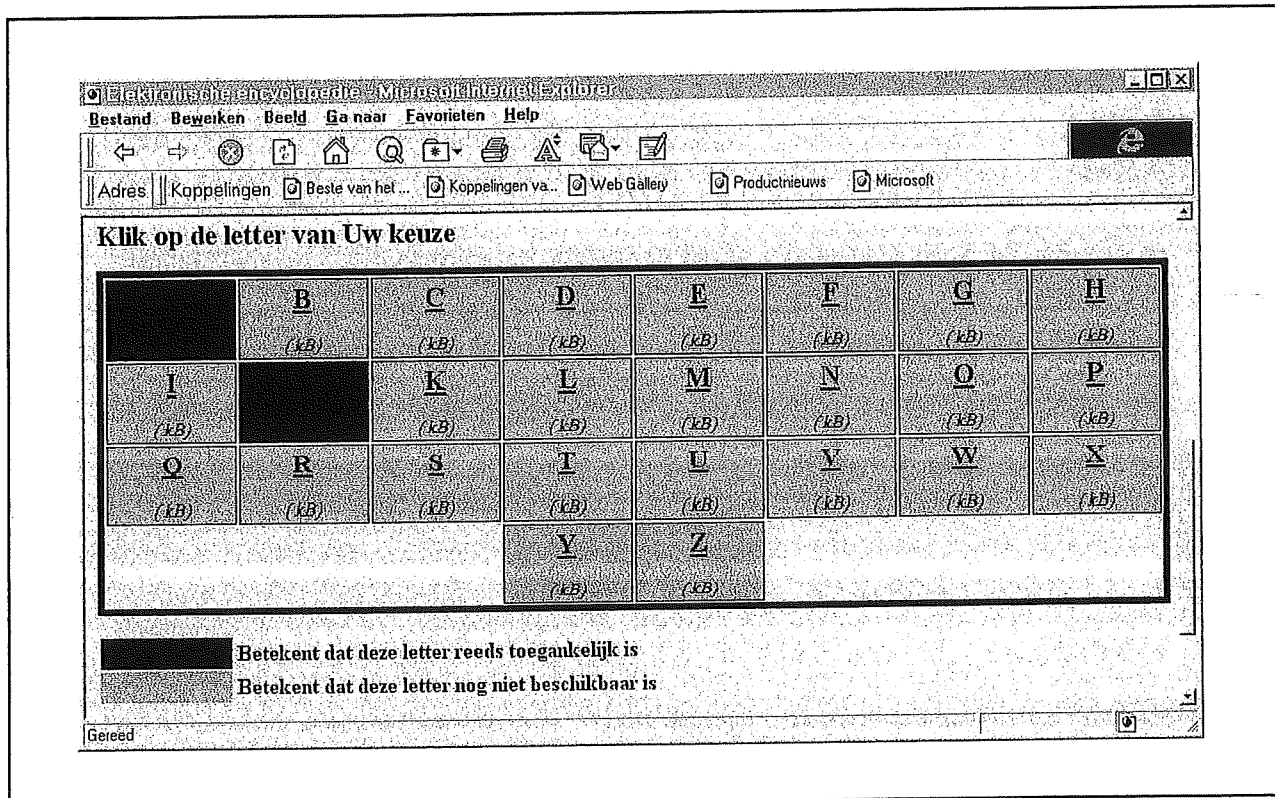 Elektronische encyclopedie - Microsoft Internet Explorer
Bestand Bewerken Beeld Ga naar Favorieten Help
Adres Koppelingen Beste van het ... Koppelingen va... Web Gallery Productnieuws Microsoft
Klik op de letter van Uw keuze
B C D E F G H
(kB) (kB) (kB) (kB) (kB) (kB) (kB)
I K L M N O P
(kB) (kB) (kB) (kB) (kB) (kB) (kB)
Q R S T U V W X
(kB) (kB) (kB) (kB) (kB) (kB) (kB) (kB)
Y Z
(kB) (kB)
Betekent dat deze letter reeds toegankelijk is
Betekent dat deze letter nog niet beschikbaar is
Gereed